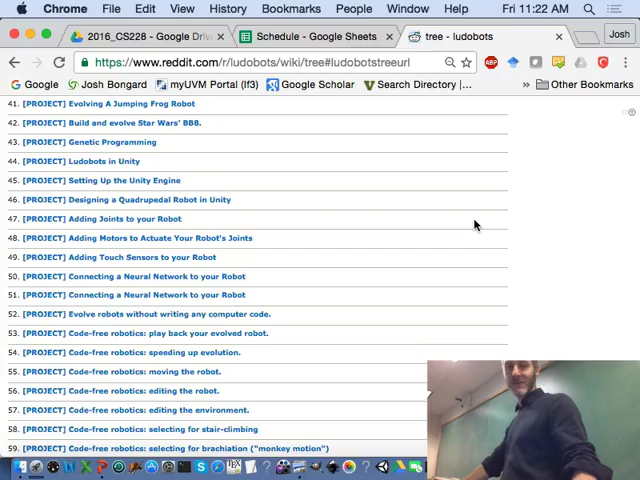 Chrome File Edit View History Bookmarks People Window Help Fri 11:22 AM
2016_CS228 - Google Driv
Schedule - Google Sheets
tree - ludobots
Josh
https://www.reddit.com/r/ludobots/wiki/tree#ludobotstreeurl
ABP
Google Josh Bongard myUVM Portal (lf3) Google Scholar Search Directory |... » Other Bookmarks
41. [PROJECT] Evolving A Jumping Frog Robot
42. [PROJECT] Build and evolve Star Wars' BB8.
43. [PROJECT] Genetic Programming
44. [PROJECT] Ludobots in Unity
45. [PROJECT] Setting Up the Unity Engine
46. [PROJECT] Designing a Quadrupedal Robot in Unity
47. [PROJECT] Adding Joints to your Robot
48. [PROJECT] Adding Motors to Actuate Your Robot's Joints
49. [PROJECT] Adding Touch Sensors to your Robot
50. [PROJECT] Connecting a Neural Network to your Robot
51. [PROJECT] Connecting a Neural Network to your Robot
52. [PROJECT] Evolve robots without writing any computer code.
53. [PROJECT] Code-free robotics: play back your evolved robot.
54. [PROJECT] Code-free robotics: speeding up evolution.
55. [PROJECT] Code-free robotics: moving the robot.
56. [PROJECT] Code-free robotics: editing the robot.
57. [PROJECT] Code-free robotics: editing the environment.
58. [PROJECT] Code-free robotics: selecting for stair-climbing
59. [PROJECT] Code-free robotics: selecting for brachiation ("monkey motion")